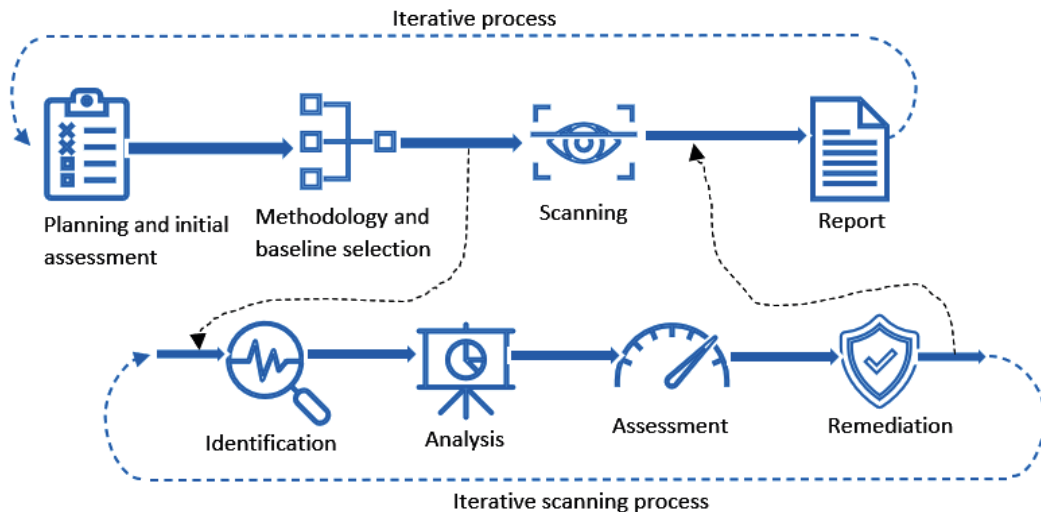 Iterative process
Planning and initial
assessment
Methodology and
baseline selection
Scanning
Report
Identification
Analysis
Assessment
Remediation
Iterative scanning process